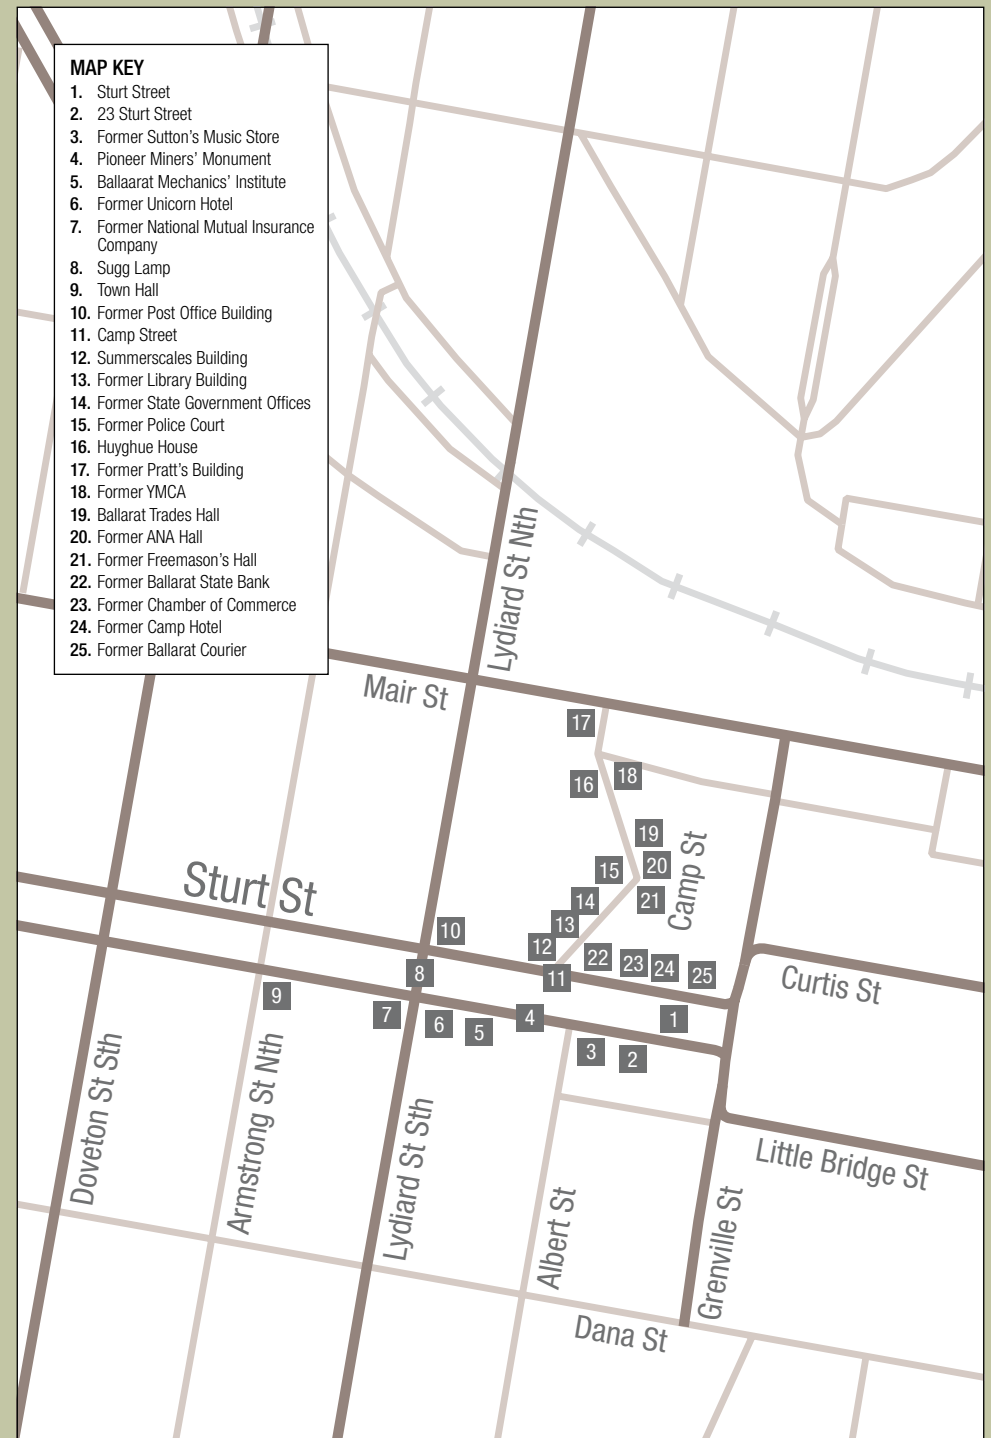 MAP KEY
1. Sturt Street
2. 23 Sturt Street
3. Former Sutton's Music Store
4. Pioneer Miners' Monument
5. Ballaarat Mechanics' Institute
6. Former Unicorn Hotel
7. Former National Mutual Insurance
Company
8. Sugg Lamp
9. Town Hall
10. Former Post Office Building
11. Camp Street
12. Summerscales Building
13. Former Library Building
14. Former State Government Offices
15. Former Police Court
16. Huyghue House
17. Former Pratt's Building
18. Former YMCA
19. Ballarat Trades Hall
20. Former ANA Hall
21. Former Freemason's Hall
22. Former Ballarat State Bank
23. Former Chamber of Commerce
24. Former Camp Hotel
25. Former Ballarat Courier
Lydiard St Nth
Mair St
17
18
16
19
20
15
21
14
Camp St
Sturt St
13
10
12
22
23
24
25
11
8
Curtis St
9
7
6
5
4
1
3
2
Doveton St Sth
Armstrong St Nth
Lydiard St Sth
Albert St
Little Bridge St
Grenville St
Dana St